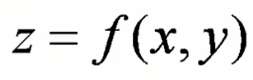 z = f(x, y)